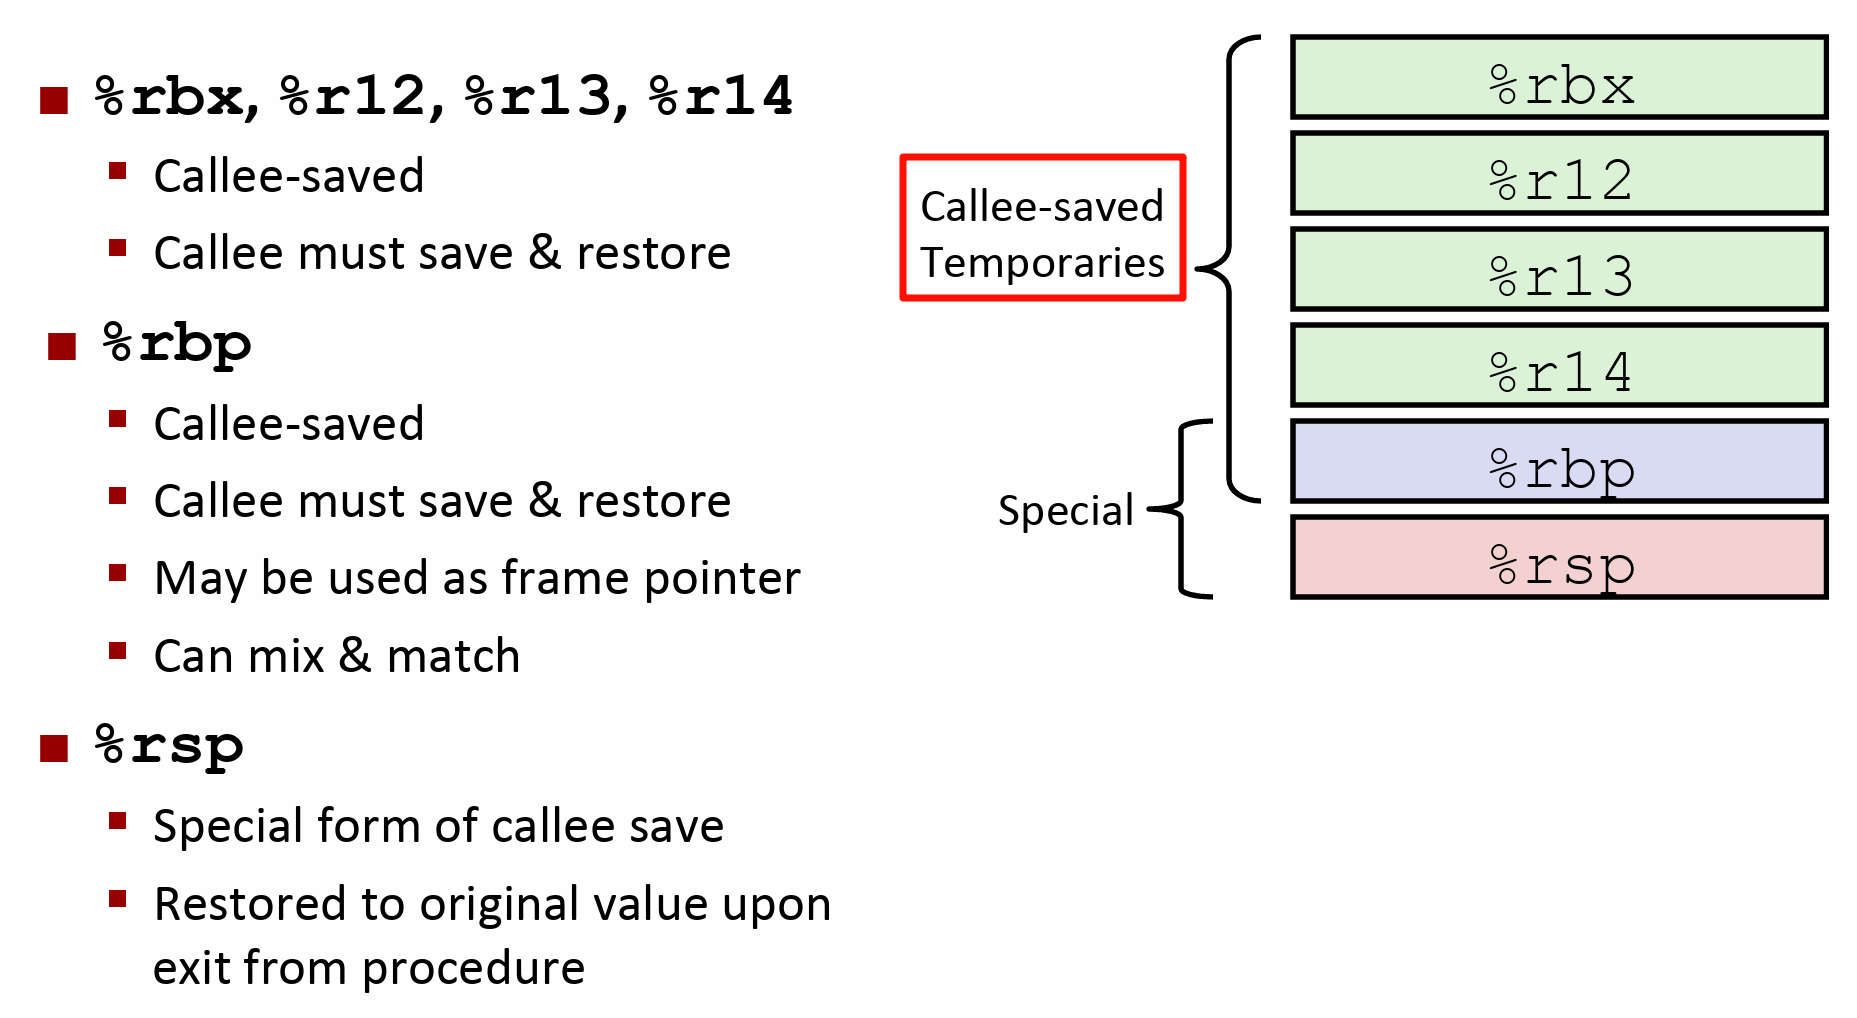 %rbx, %r12, %r13, %r14
Callee-saved
Callee must save & restore
%rbp
Callee-saved
Callee must save & restore
May be used as frame pointer
Can mix & match
%rsp
Special form of callee save
Restored to original value upon
exit from procedure
Callee-saved
Temporaries
Special
%rbx
%r12
%r13
%r14
%rbp
%rsp